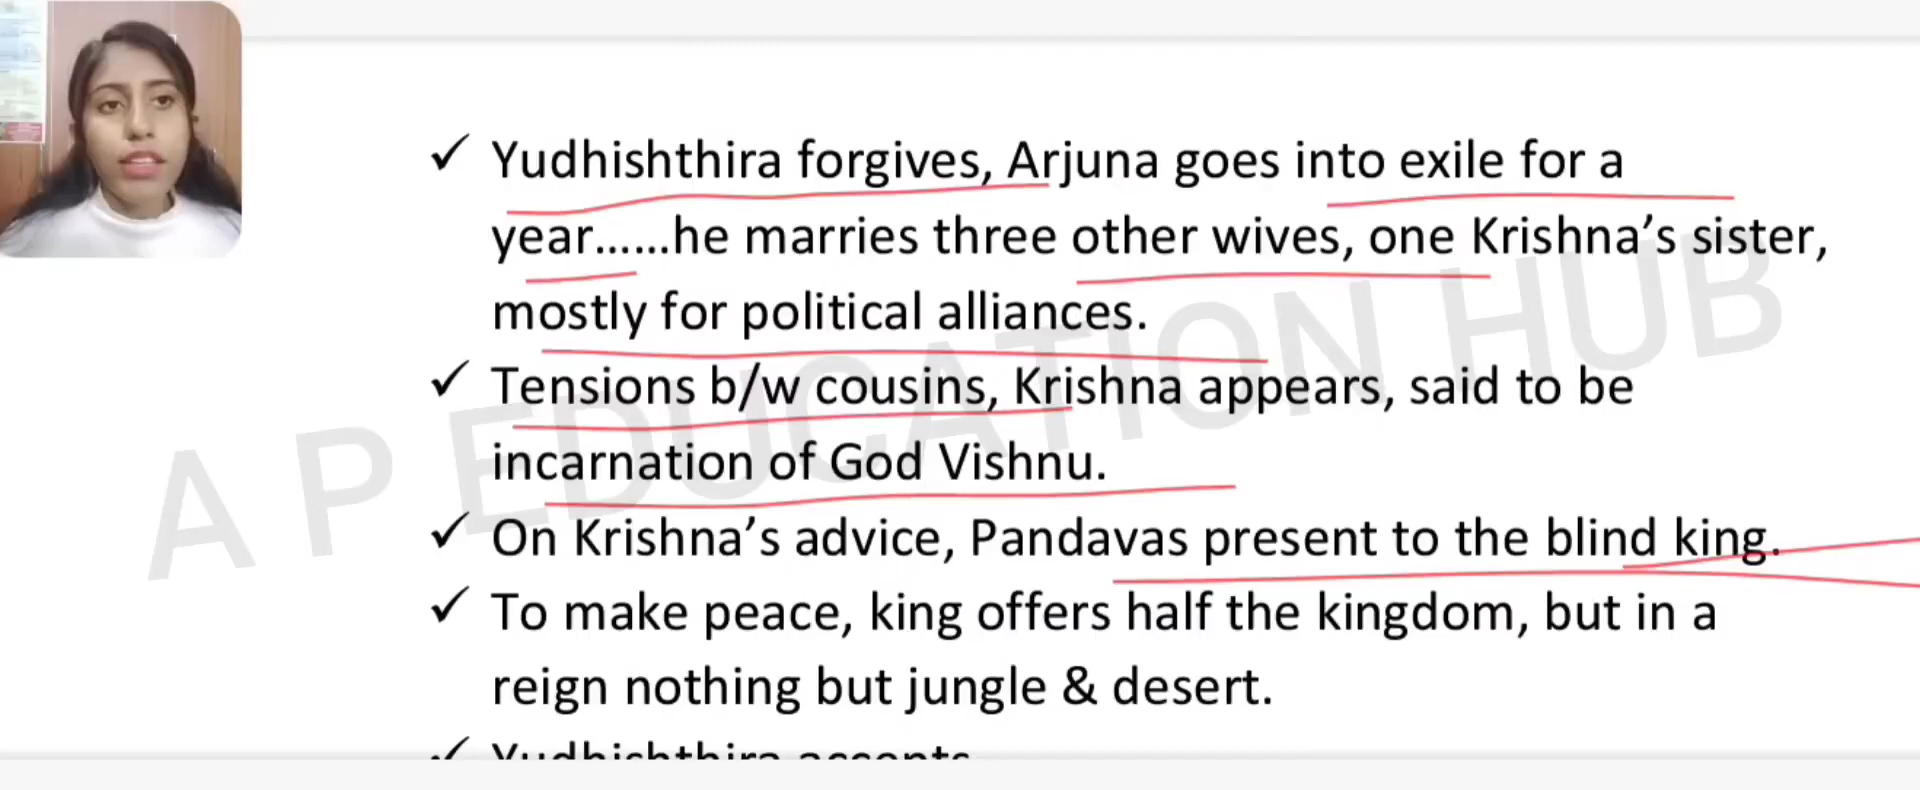 ✓ Yudhishthira forgives, Arjuna goes into exile for a
year......he marries three other wives, one Krishna’s sister,
mostly for political alliances.
✓ Tensions b/w cousins, Krishna appears, said to be
incarnation of God Vishnu.
✓ On Krishna’s advice, Pandavas present to the blind king.
✓ To make peace, king offers half the kingdom, but in a
reign nothing but jungle & desert.
✓ Yudhishthira accepts
A P EDUCATION HUB